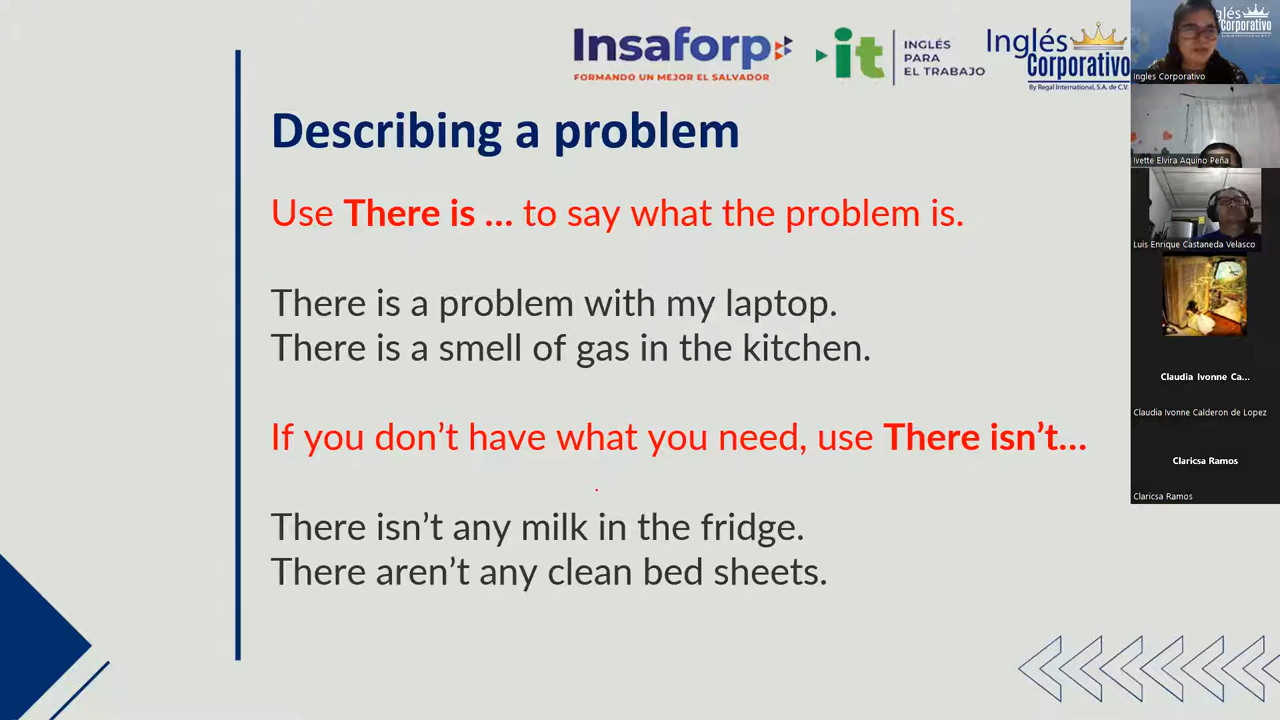 Insaforp
FORMANDO UN MEJOR EL SALVADOR
it
INGLÉS
PARA
EL TRABAJO
Inglés
Corporativo
By Regal International, S.A. de C.V.
Describing a problem
Use There is ... to say what the problem is.
There is a problem with my laptop.
There is a smell of gas in the kitchen.
If you don’t have what you need, use There isn’t...
There isn’t any milk in the fridge.
There aren’t any clean bed sheets.
glés
Corporativo
Ingles Corporativo
Ivette Elvira Aquino Peña
Luis Enrique Castaneda Velasco
Claudia Ivonne Ca...
Claudia Ivonne Calderon de Lopez
Claricsa Ramos
Claricsa Ramos